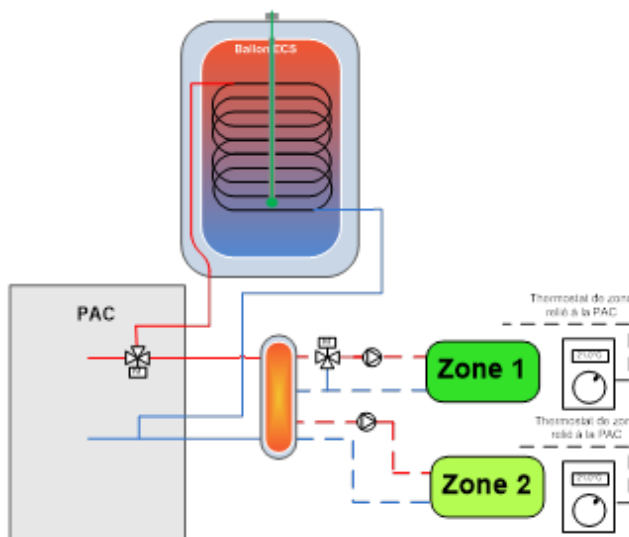 Ballon ECS
PAC
Thermostat de zone
relié à la PAC
Zone 1
Thermostat de zone
relié à la PAC
Zone 2